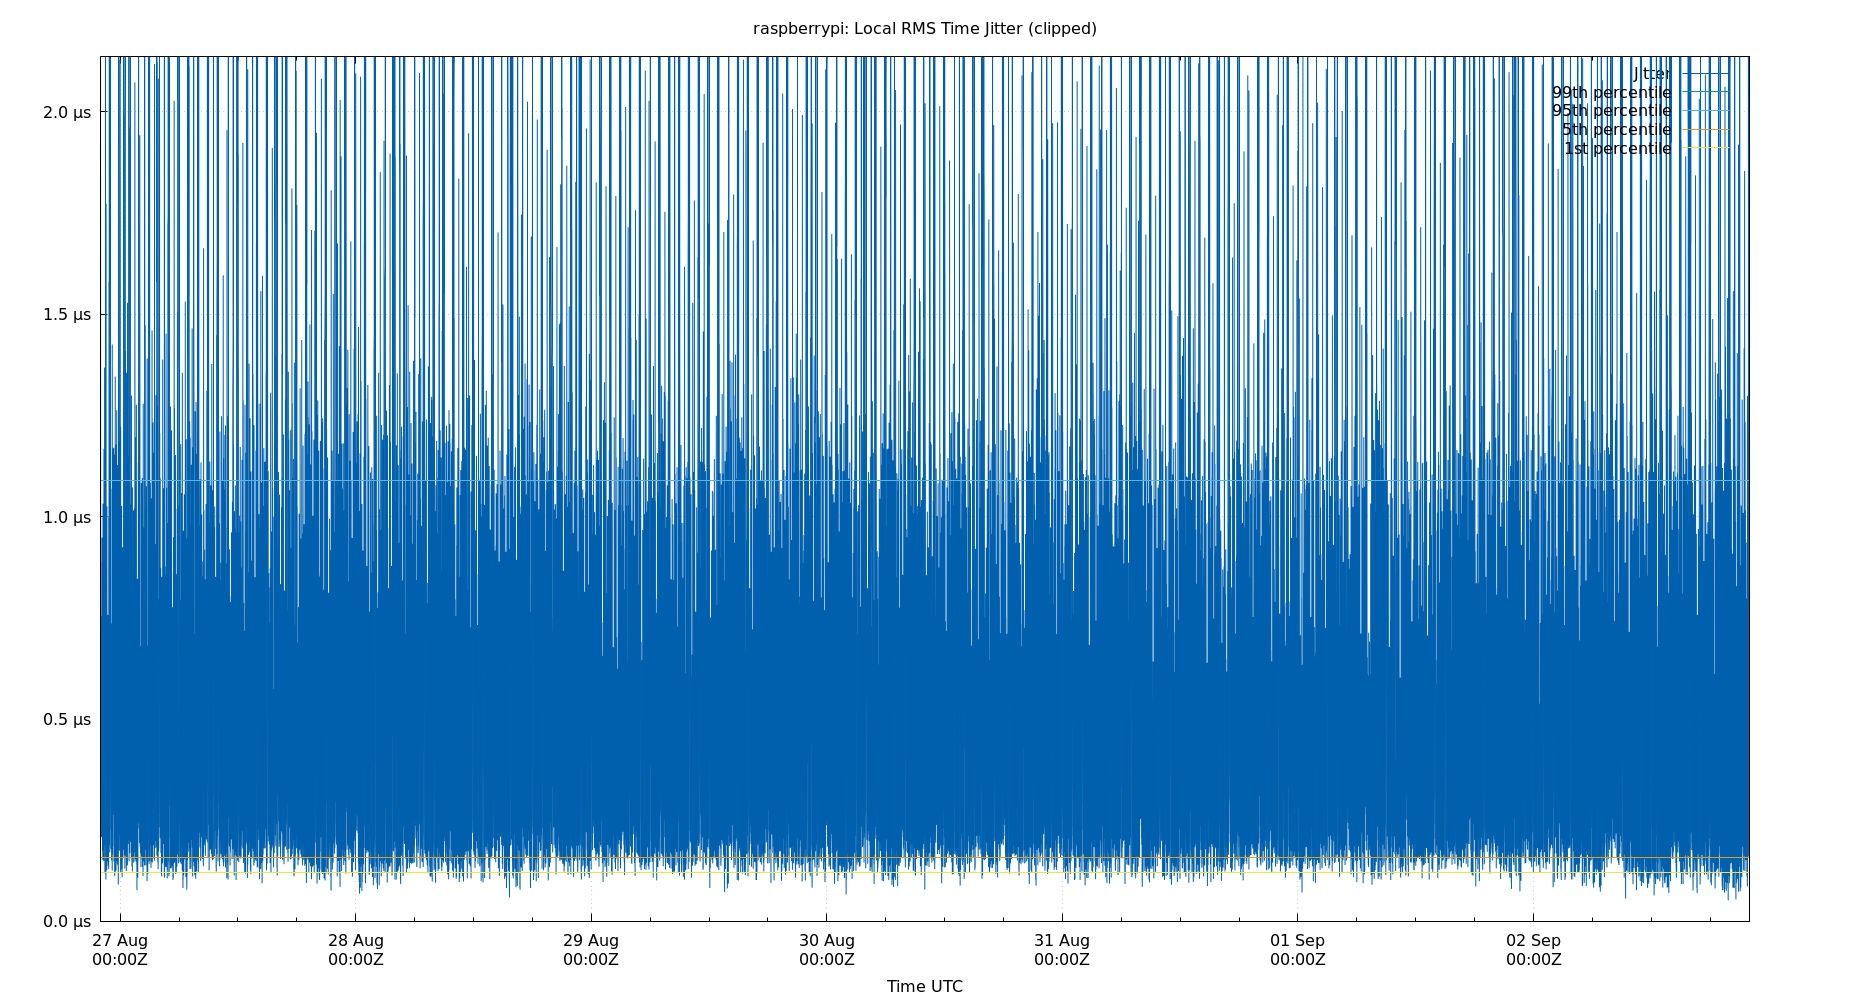 raspberrypi: Local RMS Time Jitter (clipped)
Jitter
99th percentile
95th percentile
5th percentile
1st percentile
2.0 µs
1.5 µs
1.0 µs
0.5 µs
0.0 µs
27 Aug 28 Aug 29 Aug 30 Aug 31 Aug 01 Sep 02 Sep
00:00Z 00:00Z 00:00Z 00:00Z 00:00Z 00:00Z 00:00Z
Time UTC